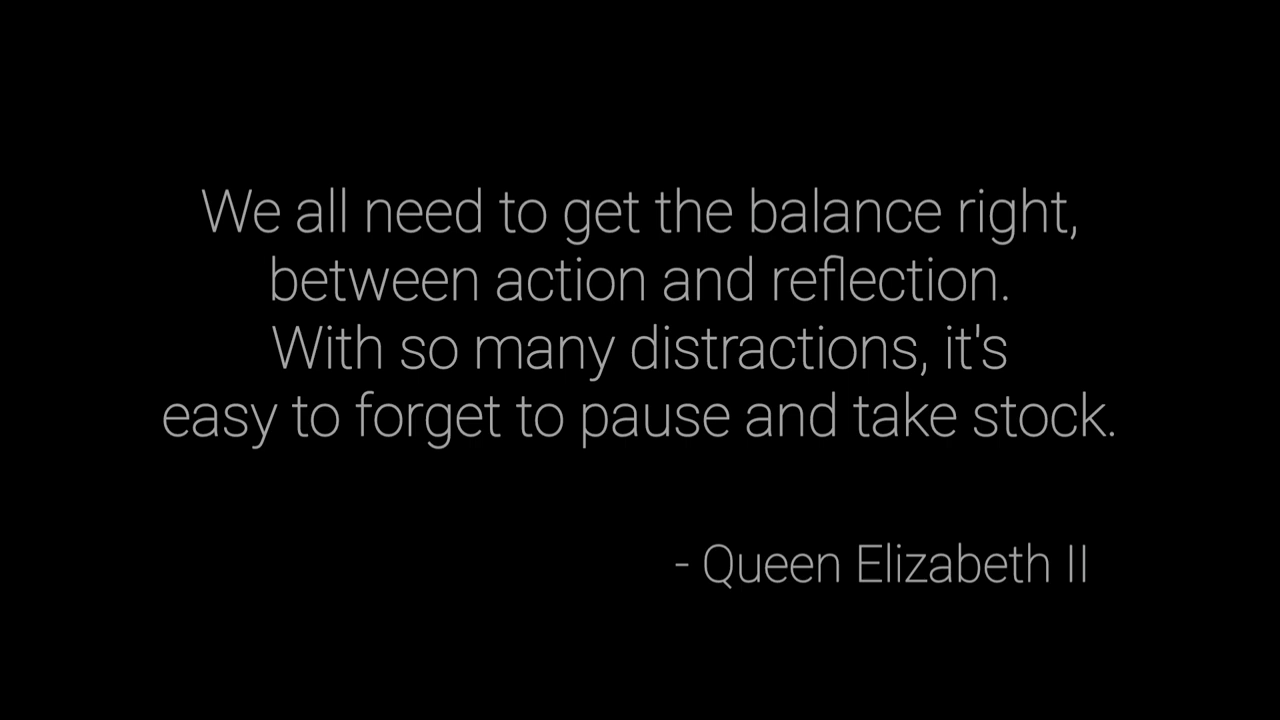 We all need to get the balance right,
between action and reflection.
With so many distractions, it's
easy to forget to pause and take stock.
- Queen Elizabeth II